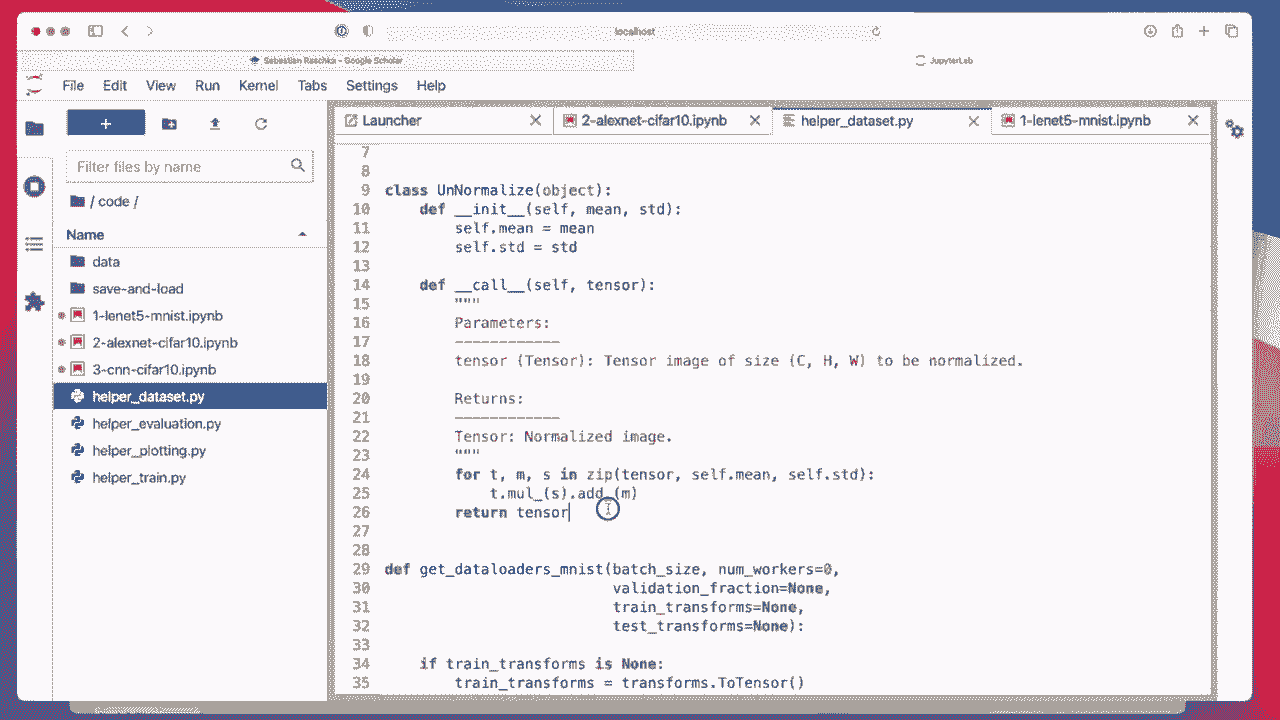 localhost
Sebastian Raschka - Google Scholar
JupyterLab
File Edit View Run Kernel Tabs Settings Help
Launcher
2-alexnet-cifar10.ipynb
helper_dataset.py
1-lenet5-mnist.ipynb
Filter files by name
/ code /
Name
data
save-and-load
1-lenet5-mnist.ipynb
2-alexnet-cifar10.ipynb
3-cnn-cifar10.ipynb
helper_dataset.py
helper_evaluation.py
helper_plotting.py
helper_train.py
7
8
9 class UnNormalize(object):
10     def __init__(self, mean, std):
11         self.mean = mean
12         self.std = std
13
14     def __call__(self, tensor):
15         """
16         Parameters:
17         ------------
18         tensor (Tensor): Tensor image of size (C, H, W) to be normalized.
19
20         Returns:
21         ------------
22         Tensor: Normalized image.
23         """
24         for t, m, s in zip(tensor, self.mean, self.std):
25             t.mul_(s).add_(m)
26         return tensor
27
28
29 def get_dataloaders_mnist(batch_size, num_workers=0,
30                           validation_fraction=None,
31                           train_transforms=None,
32                           test_transforms=None):
33
34     if train_transforms is None:
35         train_transforms = transforms.ToTensor()